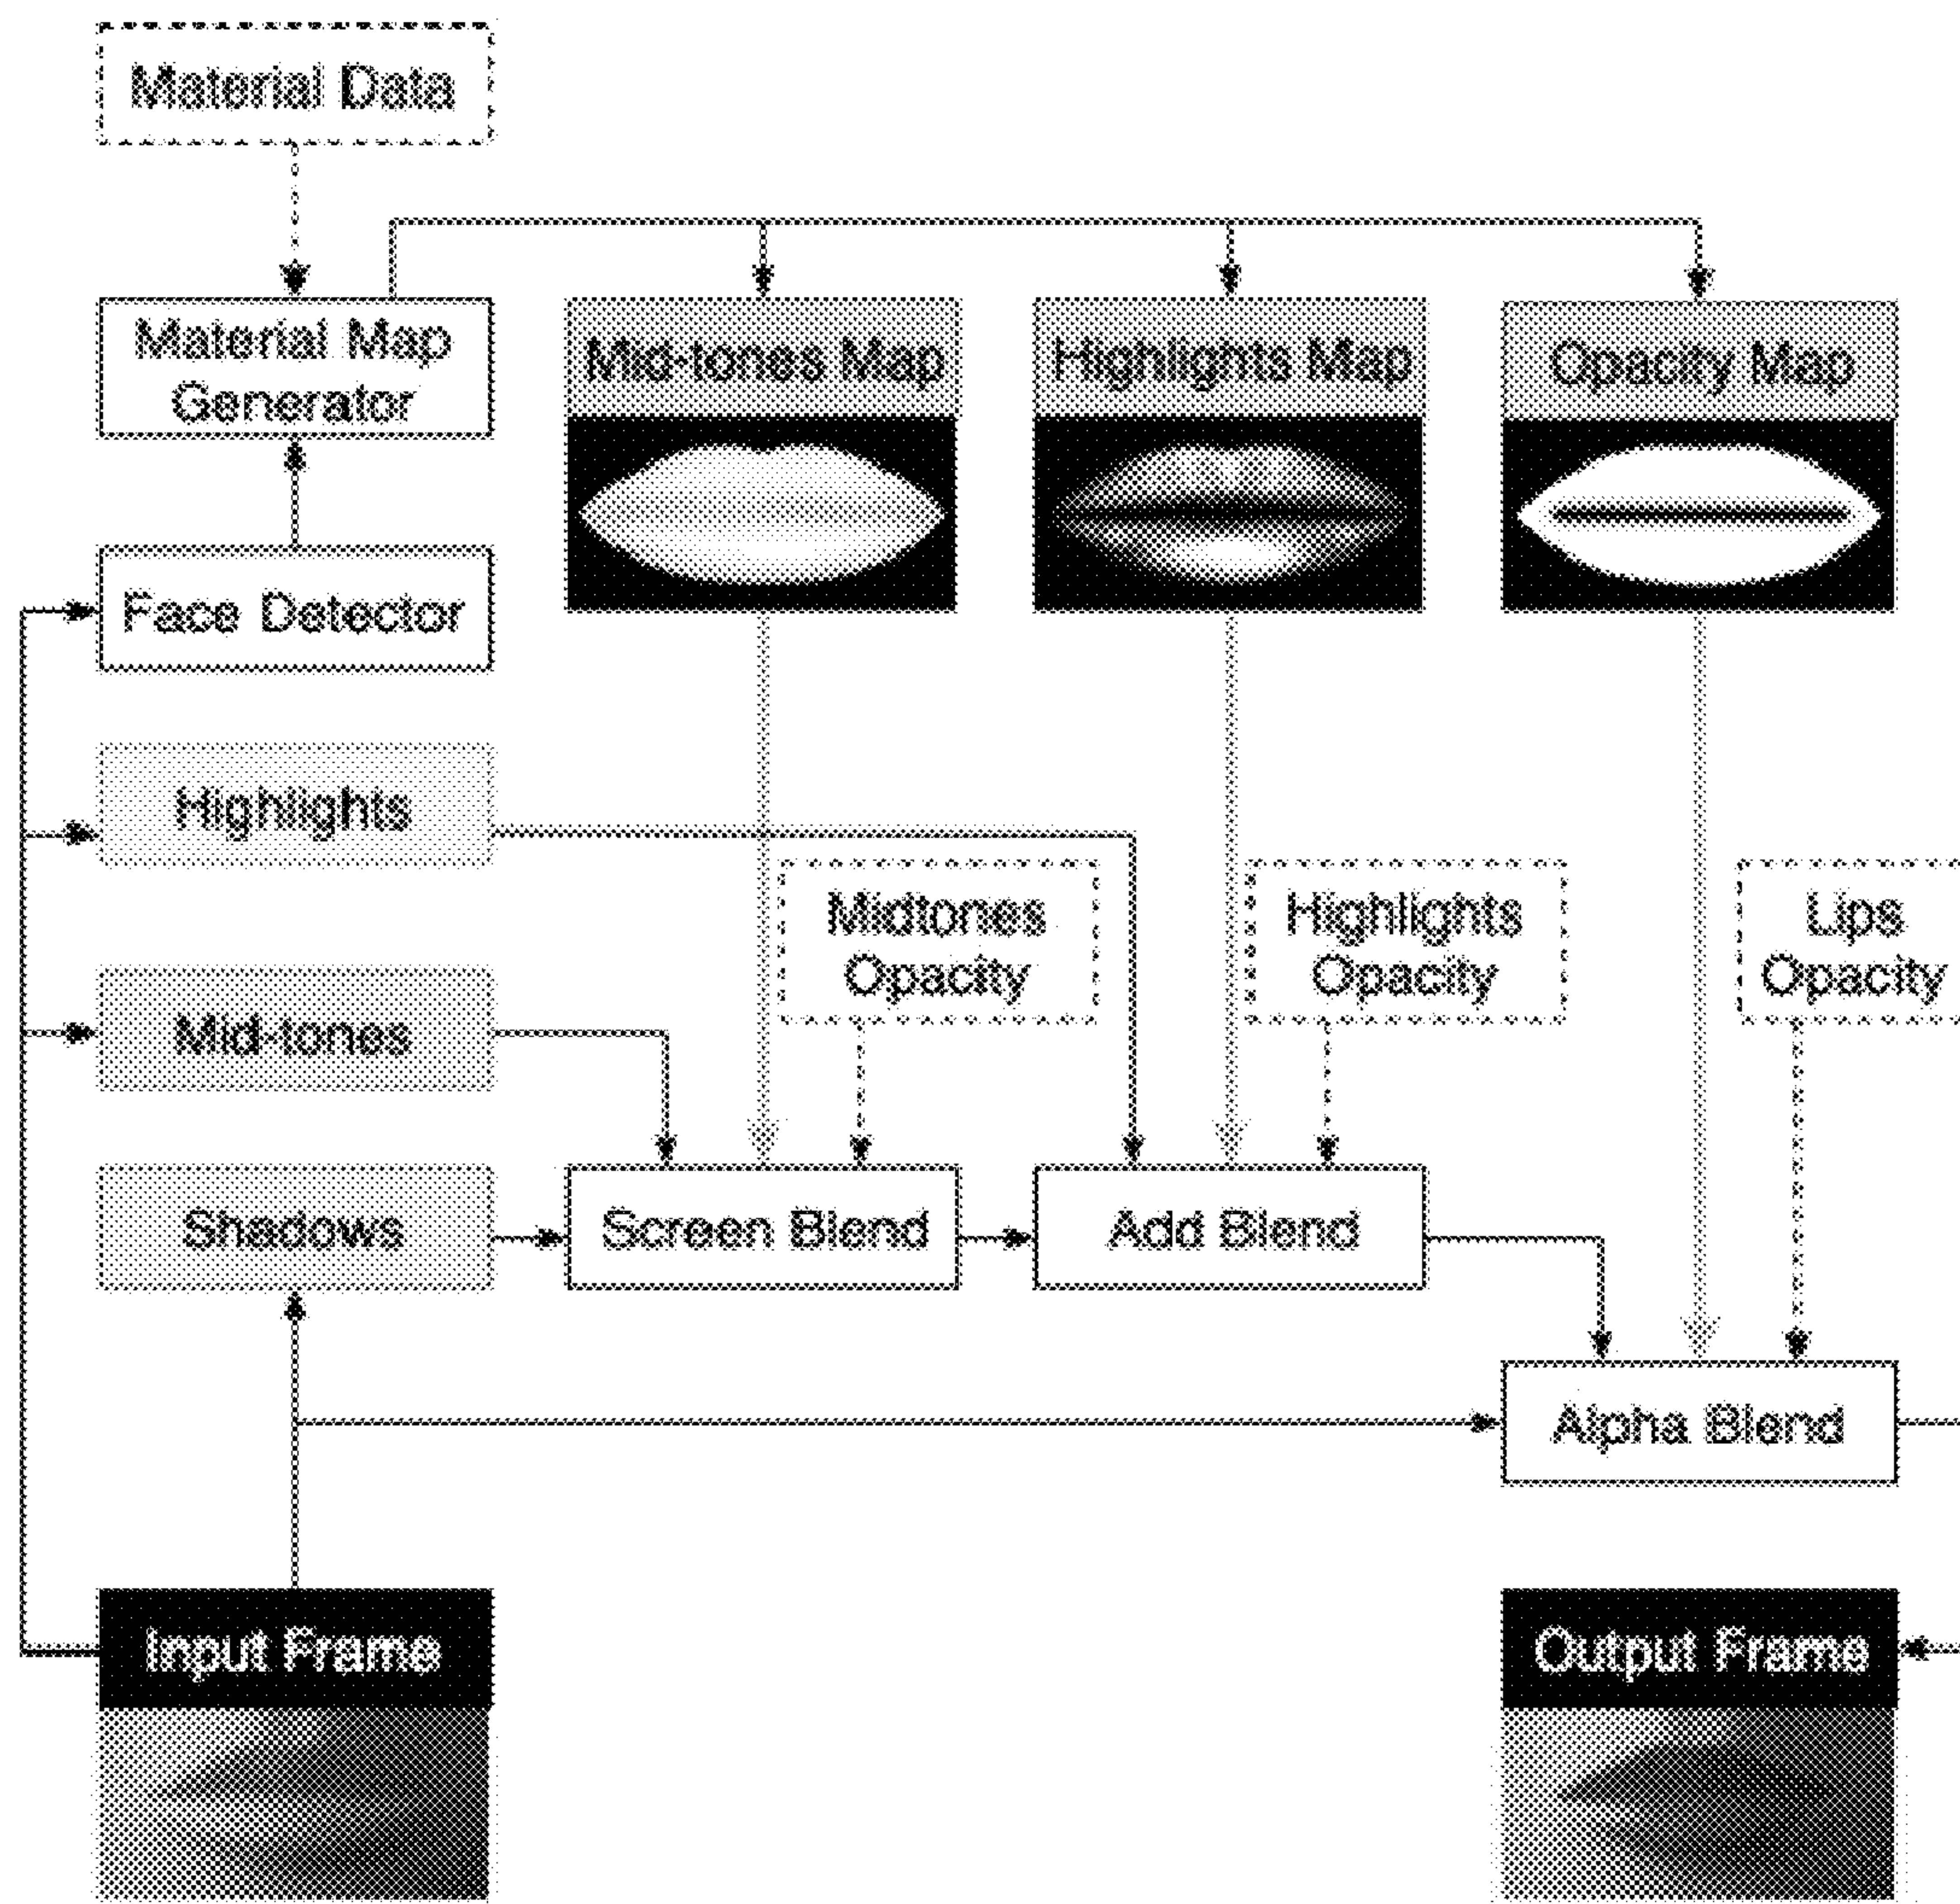 Material Data
Material Map
Generator
Mid-tones Map
Highlights Map
Opacity Map
Face Detector
Highlights
Midtones
Opacity
Highlights
Opacity
Lips
Opacity
Mid-tones
Shadows
Screen Blend
Add Blend
Alpha Blend
Input Frame
Output Frame